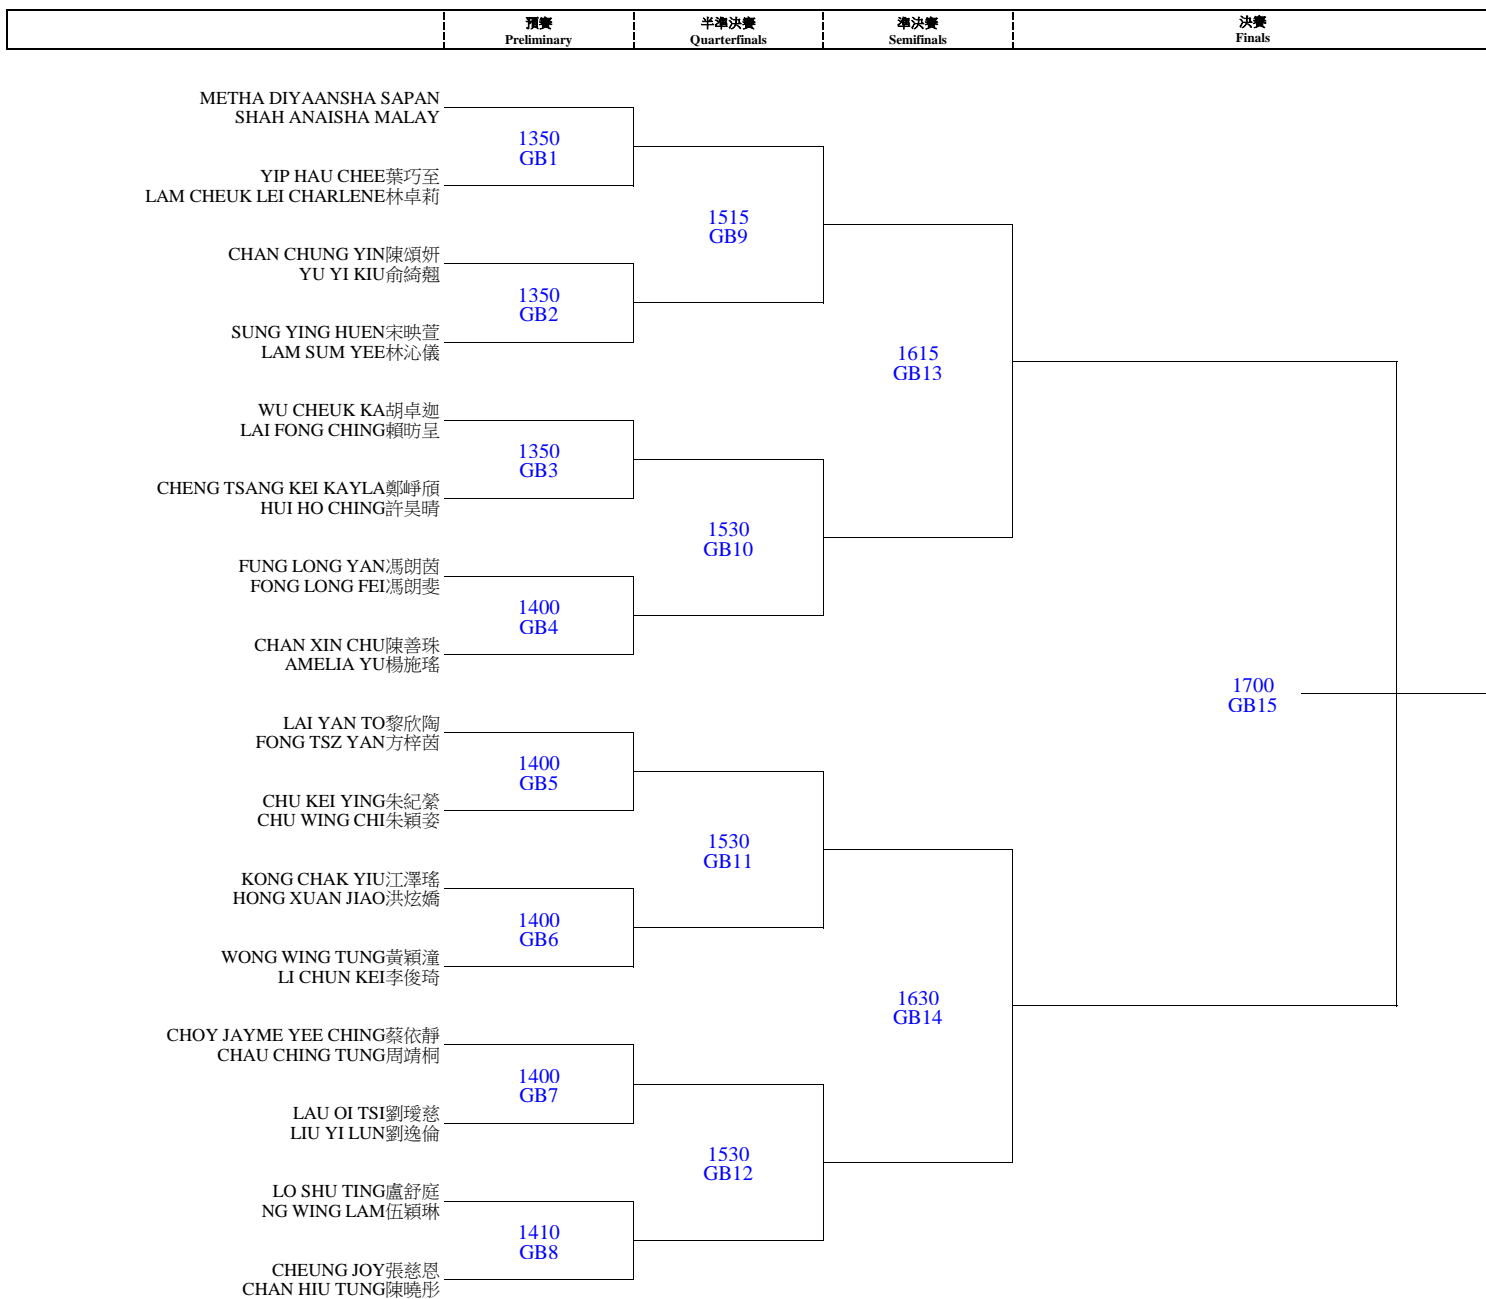 預賽
Preliminary
半準決賽
Quarterfinals
準決賽
Semifinals
決賽
Finals
METHA DIYAANSHA SAPAN
SHAH ANAISHA MALAY
1350
GB1
YIP HAU CHEE葉巧至
LAM CHEUK LEI CHARLENE林卓莉
1515
GB9
CHAN CHUNG YIN陳頌妍
YU YI KIU俞綺翹
1350
GB2
SUNG YING HUEN宋映萱
LAM SUM YEE林沁儀
1615
GB13
WU CHEUK KA胡卓迦
LAI FONG CHING賴昉呈
1350
GB3
CHENG TSANG KEI KAYLA鄭崢頎
HUI HO CHING許昊晴
1530
GB10
FUNG LONG YAN馮朗茵
FONG LONG FEI馮朗斐
1400
GB4
CHAN XIN CHU陳善珠
AMELIA YU楊施瑤
1700
GB15
LAI YAN TO黎欣陶
FONG TSZ YAN方梓茵
1400
GB5
CHU KEI YING朱紀縈
CHU WING CHI朱穎姿
1530
GB11
KONG CHAK YIU江澤瑤
HONG XUAN JIAO洪炫嬌
1400
GB6
WONG WING TUNG黃穎潼
LI CHUN KEI李俊琦
1630
GB14
CHOY JAYME YEE CHING蔡依靜
CHAU CHING TUNG周靖桐
1400
GB7
LAU OI TSI劉璦慈
LIU YI LUN劉逸倫
1530
GB12
LO SHU TING盧舒庭
NG WING LAM伍穎琳
1410
GB8
CHEUNG JOY張慈恩
CHAN HIU TUNG陳曉彤